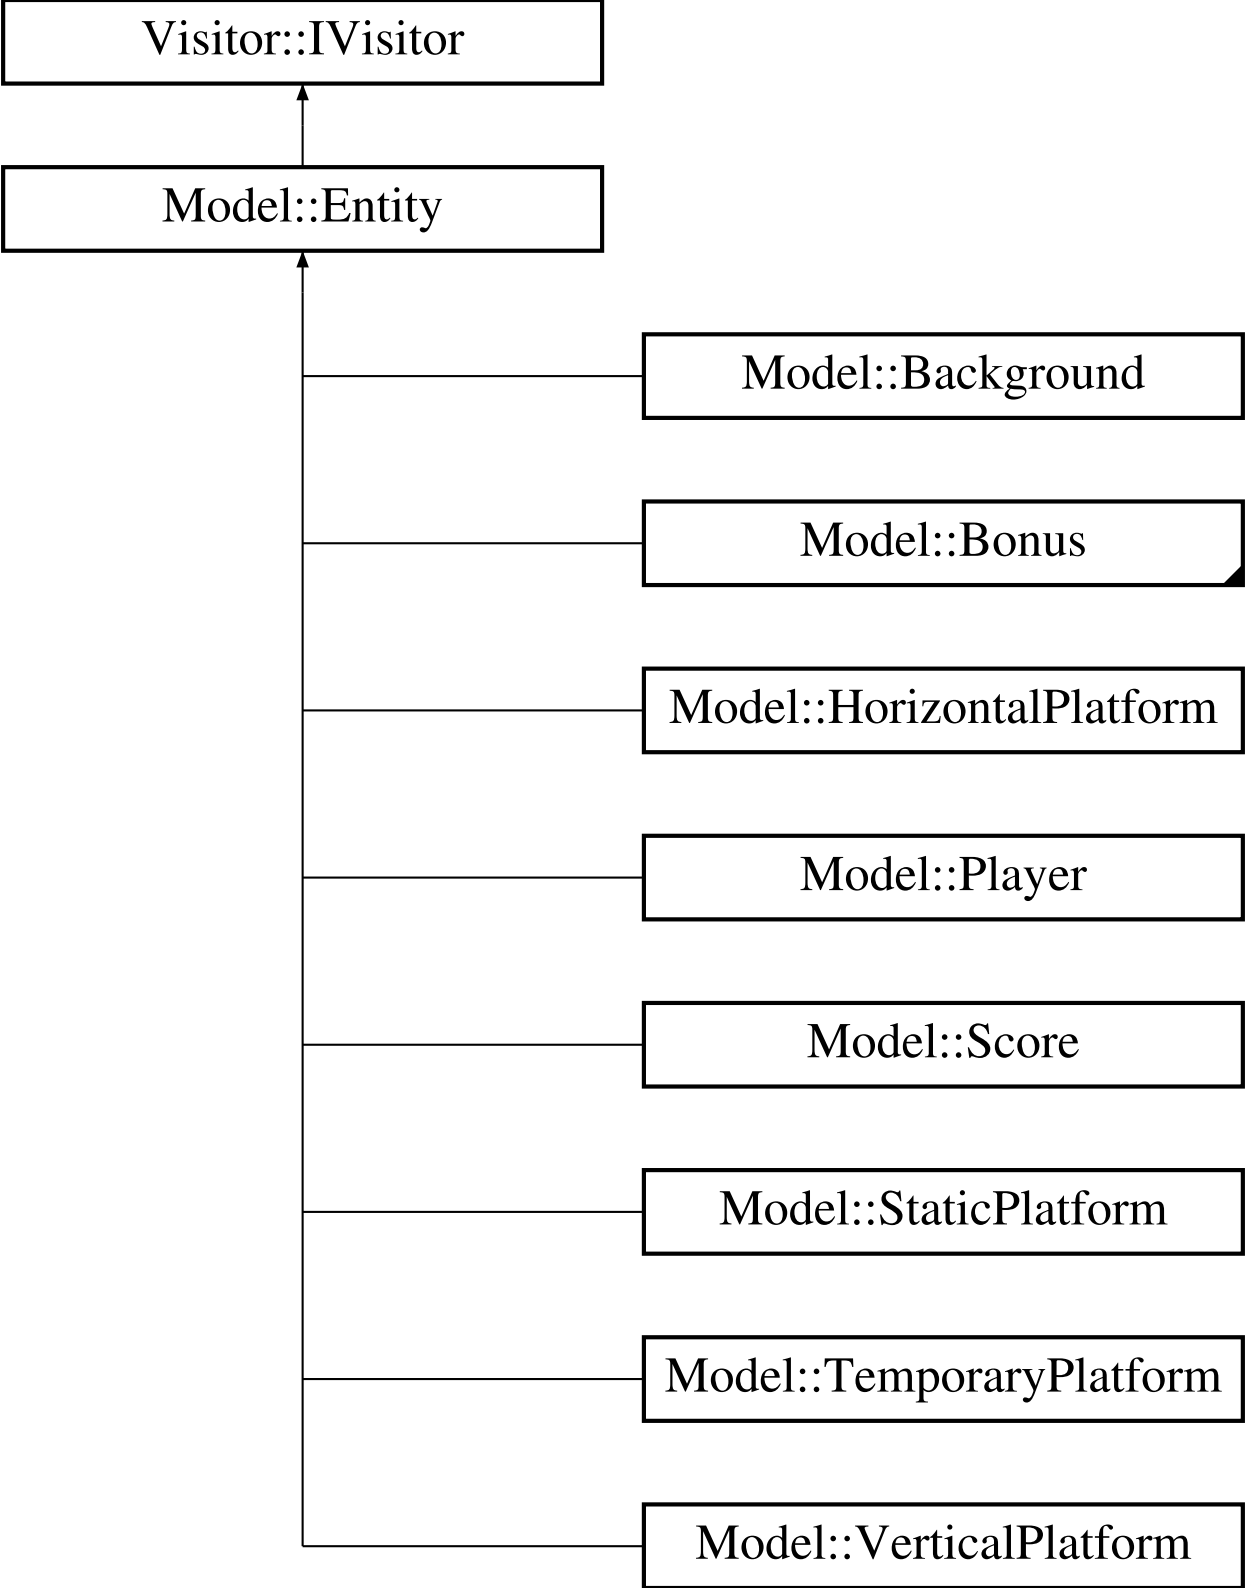 Visitor::IVisitor
Model::Entity
Model::Background
Model::Bonus
Model::HorizontalPlatform
Model::Player
Model::Score
Model::StaticPlatform
Model::TemporaryPlatform
Model::VerticalPlatform